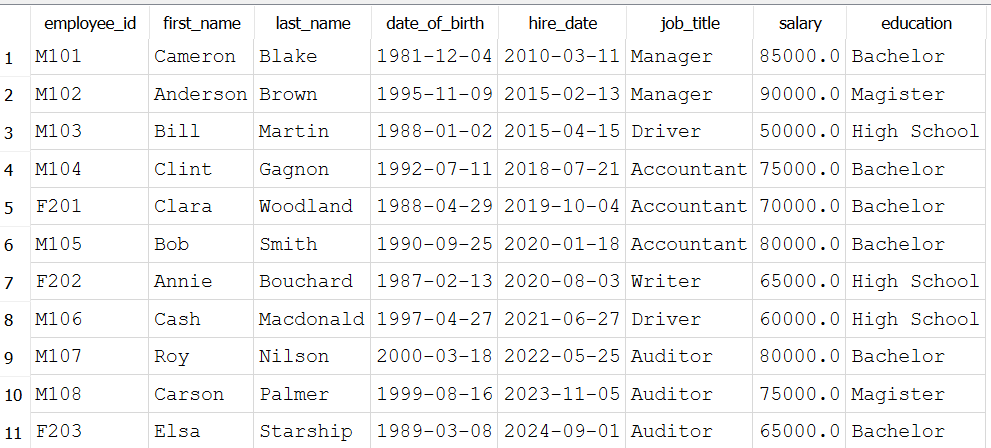 employee_id first_name last_name date_of_birth hire_date job_title salary education
1 M101 Cameron Blake 1981-12-04 2010-03-11 Manager 85000.0 Bachelor
2 M102 Anderson Brown 1995-11-09 2015-02-13 Manager 90000.0 Magister
3 M103 Bill Martin 1988-01-02 2015-04-15 Driver 50000.0 High School
4 M104 Clint Gagnon 1992-07-11 2018-07-21 Accountant 75000.0 Bachelor
5 F201 Clara Woodland 1988-04-29 2019-10-04 Accountant 70000.0 Bachelor
6 M105 Bob Smith 1990-09-25 2020-01-18 Accountant 80000.0 Bachelor
7 F202 Annie Bouchard 1987-02-13 2020-08-03 Writer 65000.0 High School
8 M106 Cash Macdonald 1997-04-27 2021-06-27 Driver 60000.0 High School
9 M107 Roy Nilson 2000-03-18 2022-05-25 Auditor 80000.0 Bachelor
10 M108 Carson Palmer 1999-08-16 2023-11-05 Auditor 75000.0 Magister
11 F203 Elsa Starship 1989-03-08 2024-09-01 Auditor 65000.0 Bachelor